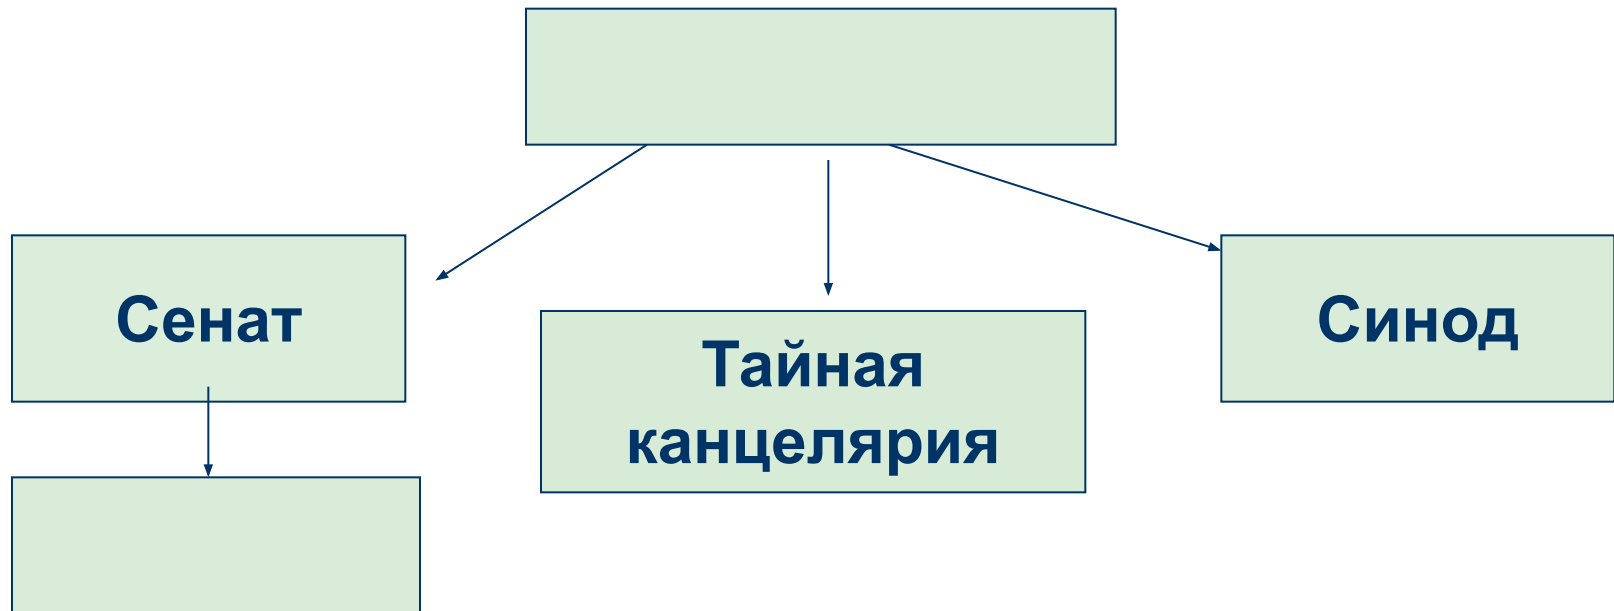 Сенат
Тайная
канцелярия
Синод